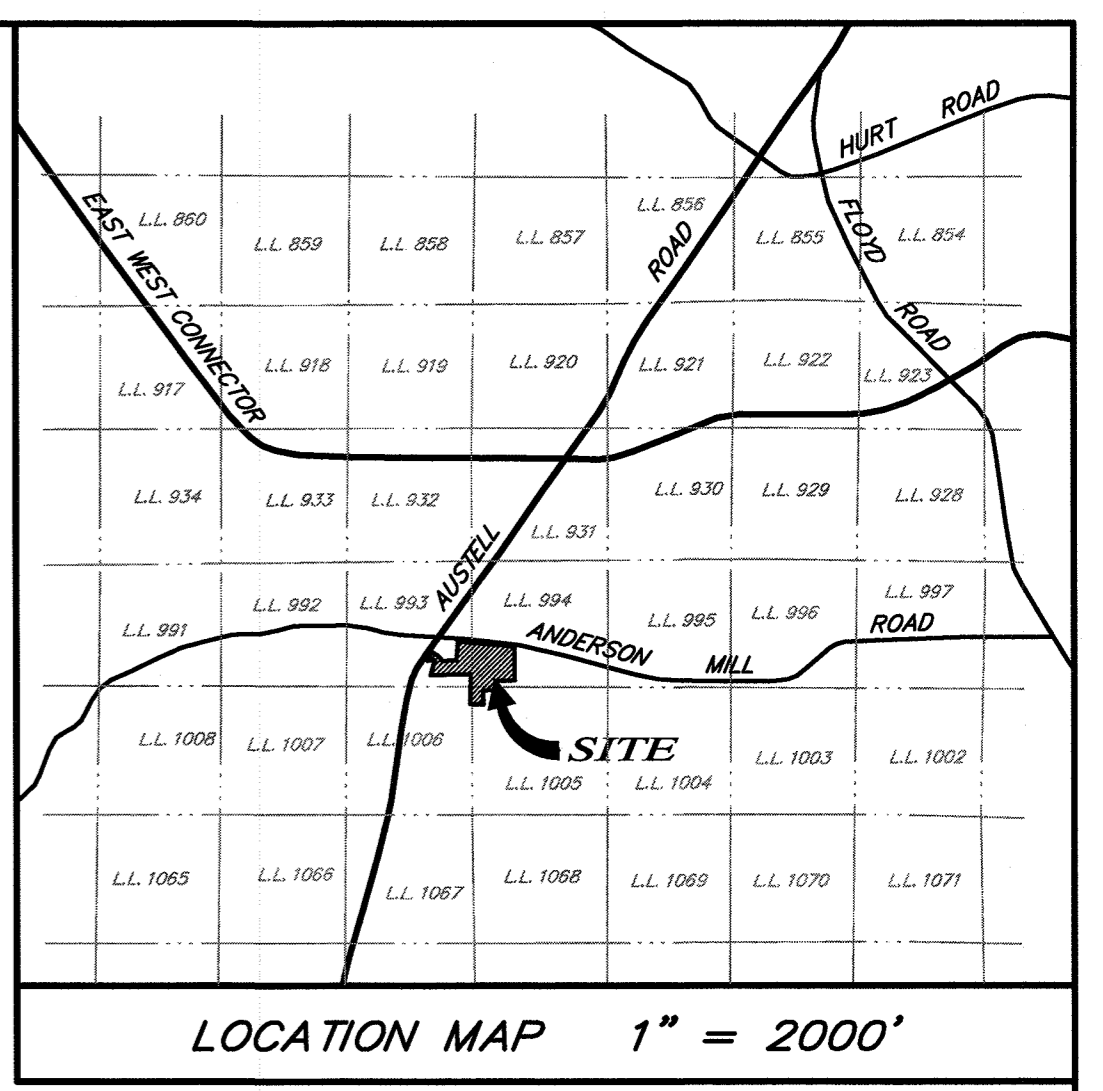 HURT ROAD
EAST WEST CONNECTOR
L.L. 860
L.L. 859
L.L. 858
L.L. 857
L.L. 856
ROAD
L.L. 855
FLOYD
L.L. 854
L.L. 917
L.L. 918
L.L. 919
L.L. 920
L.L. 921
L.L. 922
ROAD
L.L. 923
L.L. 934
L.L. 933
L.L. 932
L.L. 931
L.L. 930
L.L. 929
L.L. 928
AUSTELL
L.L. 991
L.L. 992
L.L. 993
L.L. 994
L.L. 995
L.L. 996
L.L. 997
ANDERSON MILL ROAD
L.L. 1008
L.L. 1007
L.L. 1006
SITE
L.L. 1005
L.L. 1004
L.L. 1003
L.L. 1002
L.L. 1065
L.L. 1066
L.L. 1067
L.L. 1068
L.L. 1069
L.L. 1070
L.L. 1071
LOCATION MAP 1" = 2000'